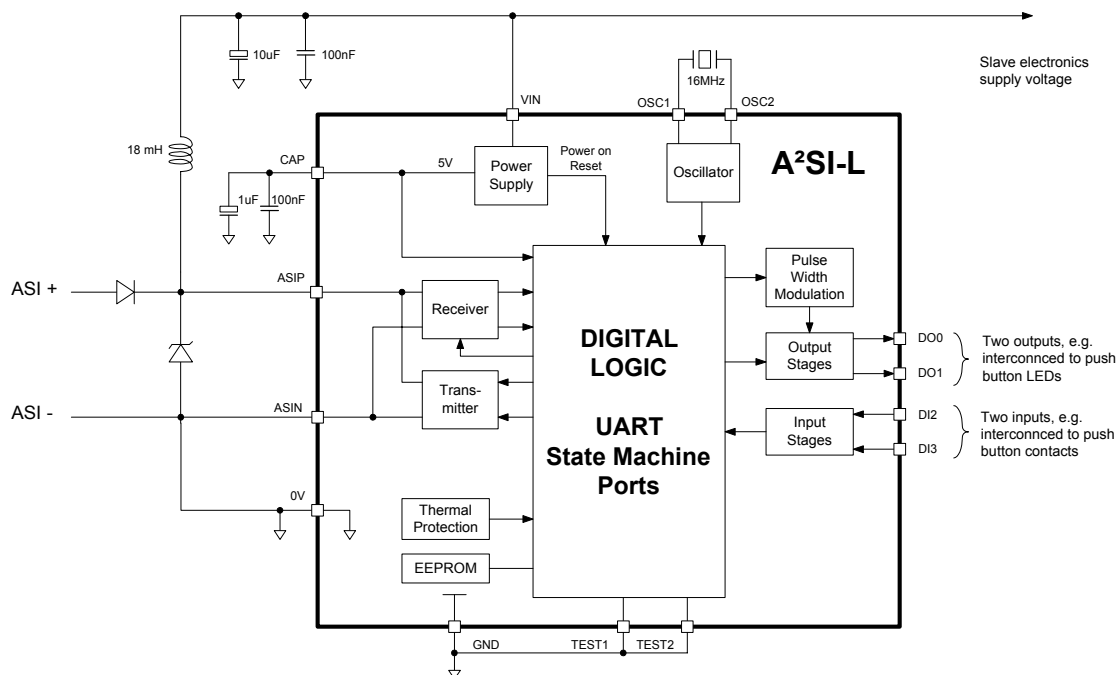 10uF
100nF
16MHz
Slave electronics
supply voltage
VIN
OSC1
OSC2
18 mH
CAP
5V
Power
Supply
Power on
Reset
Oscillator
A²SI-L
1uF
100nF
ASI +
ASIP
Receiver
Pulse
Width
Modulation
DIGITAL
LOGIC
Output
Stages
DO0
DO1
Two outputs, e.g.
interconnced to push
button LEDs
Trans-
mitter
ASI -
ASIN
UART
State Machine
Ports
Input
Stages
DI2
DI3
Two inputs, e.g.
interconnced to push
button contacts
0V
Thermal
Protection
EEPROM
GND
TEST1
TEST2